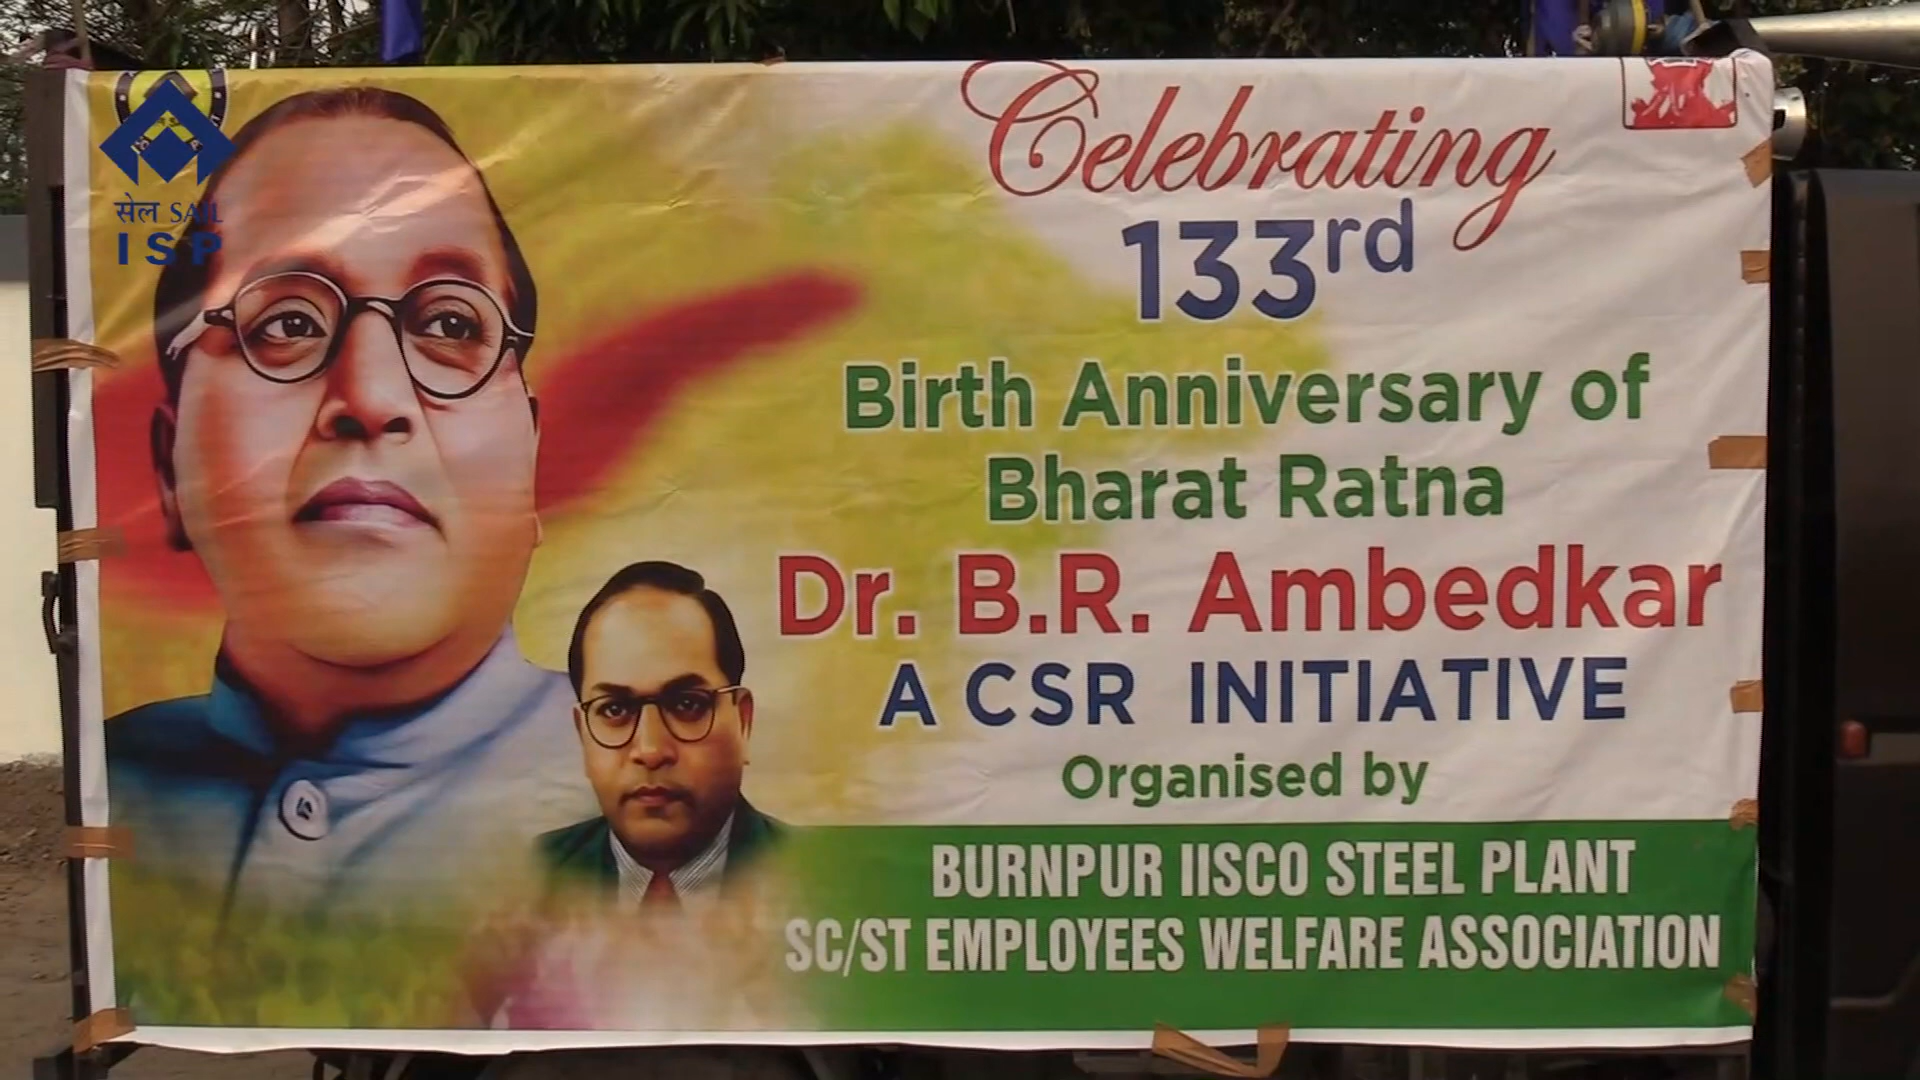 सेल SAIL
ISP
Celebrating
133rd
Birth Anniversary of
Bharat Ratna
Dr. B.R. Ambedkar
A CSR INITIATIVE
Organised by
BURNPUR IISCO STEEL PLANT
SC/ST EMPLOYEES WELFARE ASSOCIATION